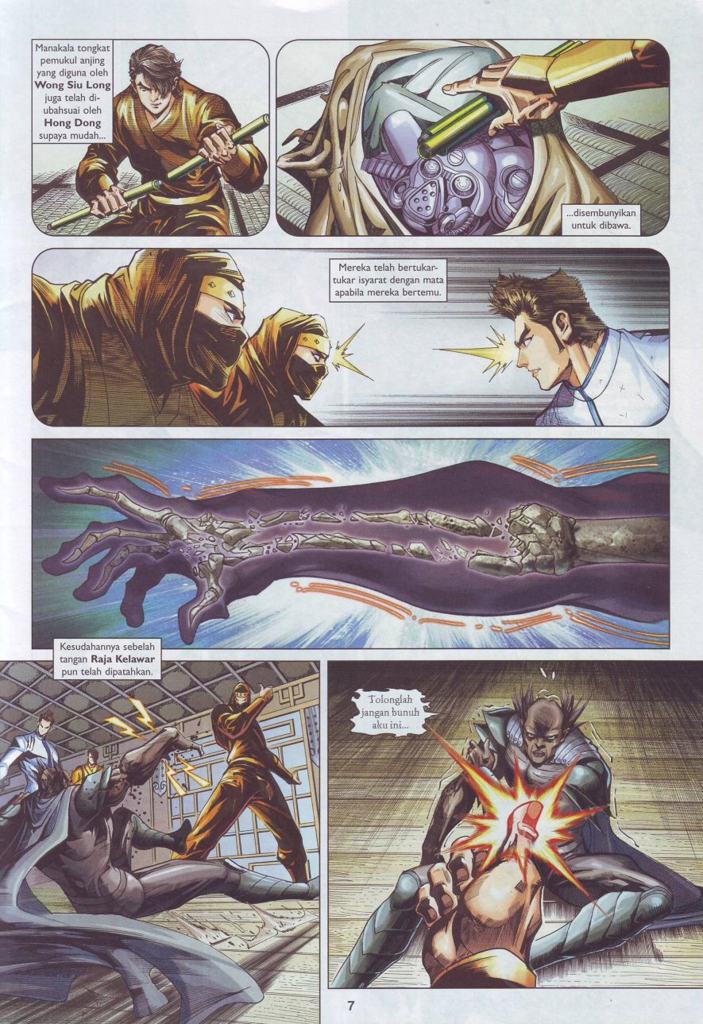 Manakala tongkat
pemukul anjing
yang diguna oleh
Wong Siu Long
juga telah di-
ubahsuai oleh
Hong Dong
supaya mudah...
...disembunyikan
untuk dibawa.
Mereka telah bertukar-
tukar isyarat dengan mata
apabila mereka bertemu.
Kesudahannya sebelah
tangan Raja Kelawar
pun telah dipatahkan.
Tolonglah
jangan bunuh
aku ini...
7